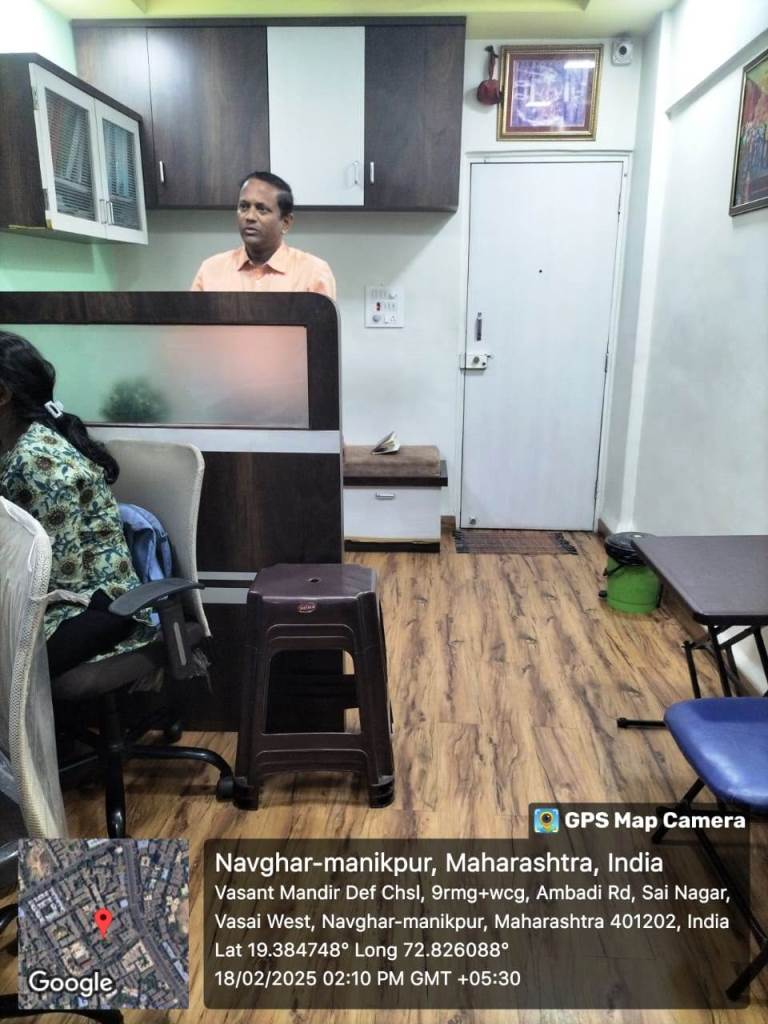 GPS Map Camera
Navghar-manikpur, Maharashtra, India
Vasant Mandir Def Chsl, 9rmg+wcg, Ambadi Rd, Sai Nagar,
Vasai West, Navghar-manikpur, Maharashtra 401202, India
Lat 19.384748° Long 72.826088°
18/02/2025 02:10 PM GMT +05:30
Google